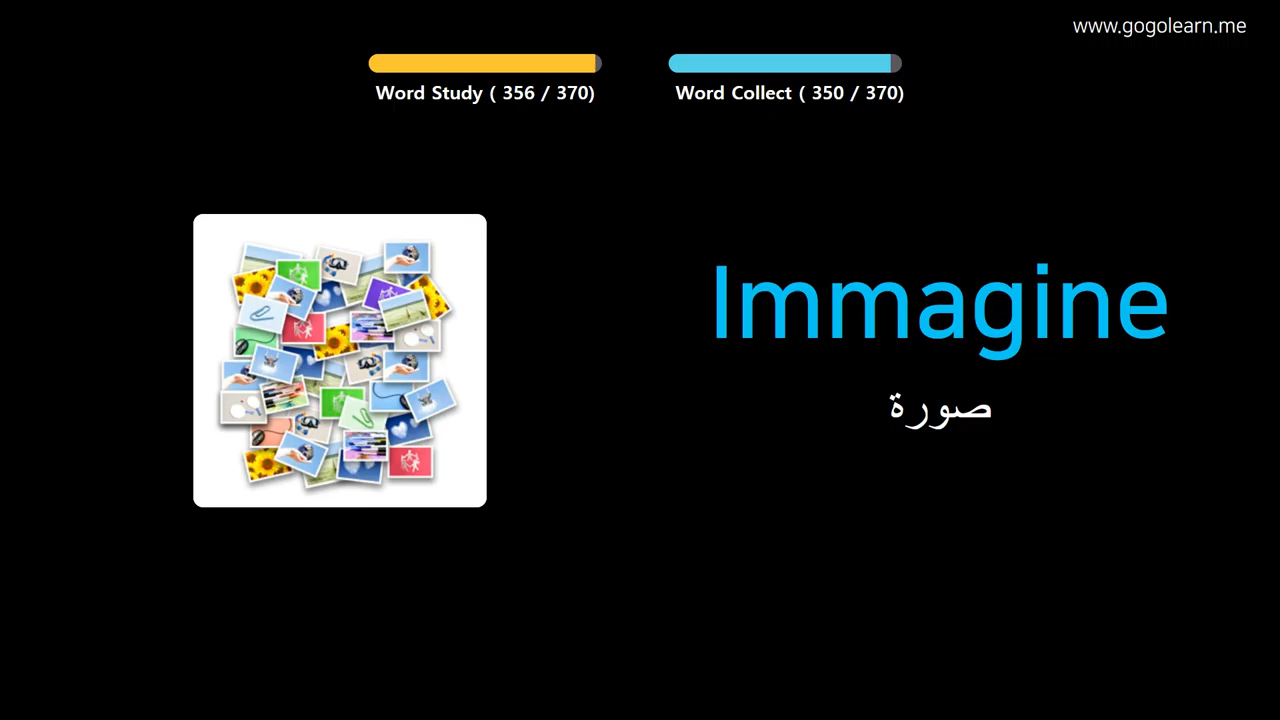 www.gogolearn.me
Word Study ( 356 / 370)
Word Collect ( 350 / 370)
Immagine
صورة